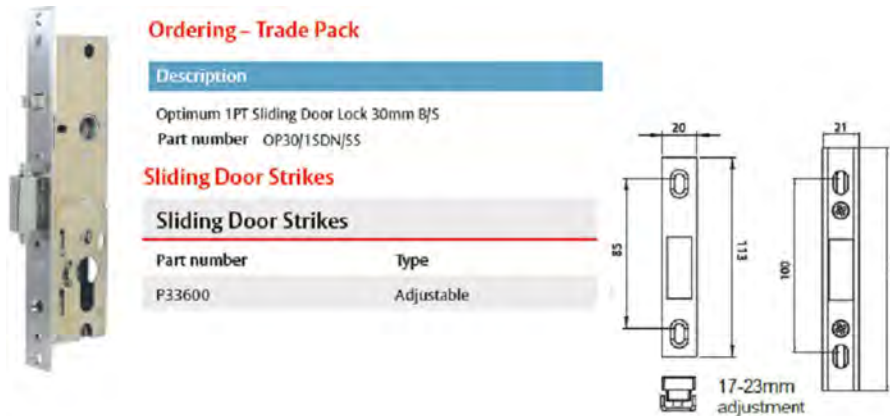 Ordering – Trade Pack
Description
Optimum 1PT Sliding Door Lock 30mm B/S
Part number OP30/1SDN/SS
Sliding Door Strikes
Sliding Door Strikes
Part number Type
P33600 Adjustable
20
85
113
17-23mm
adjustment
21
100